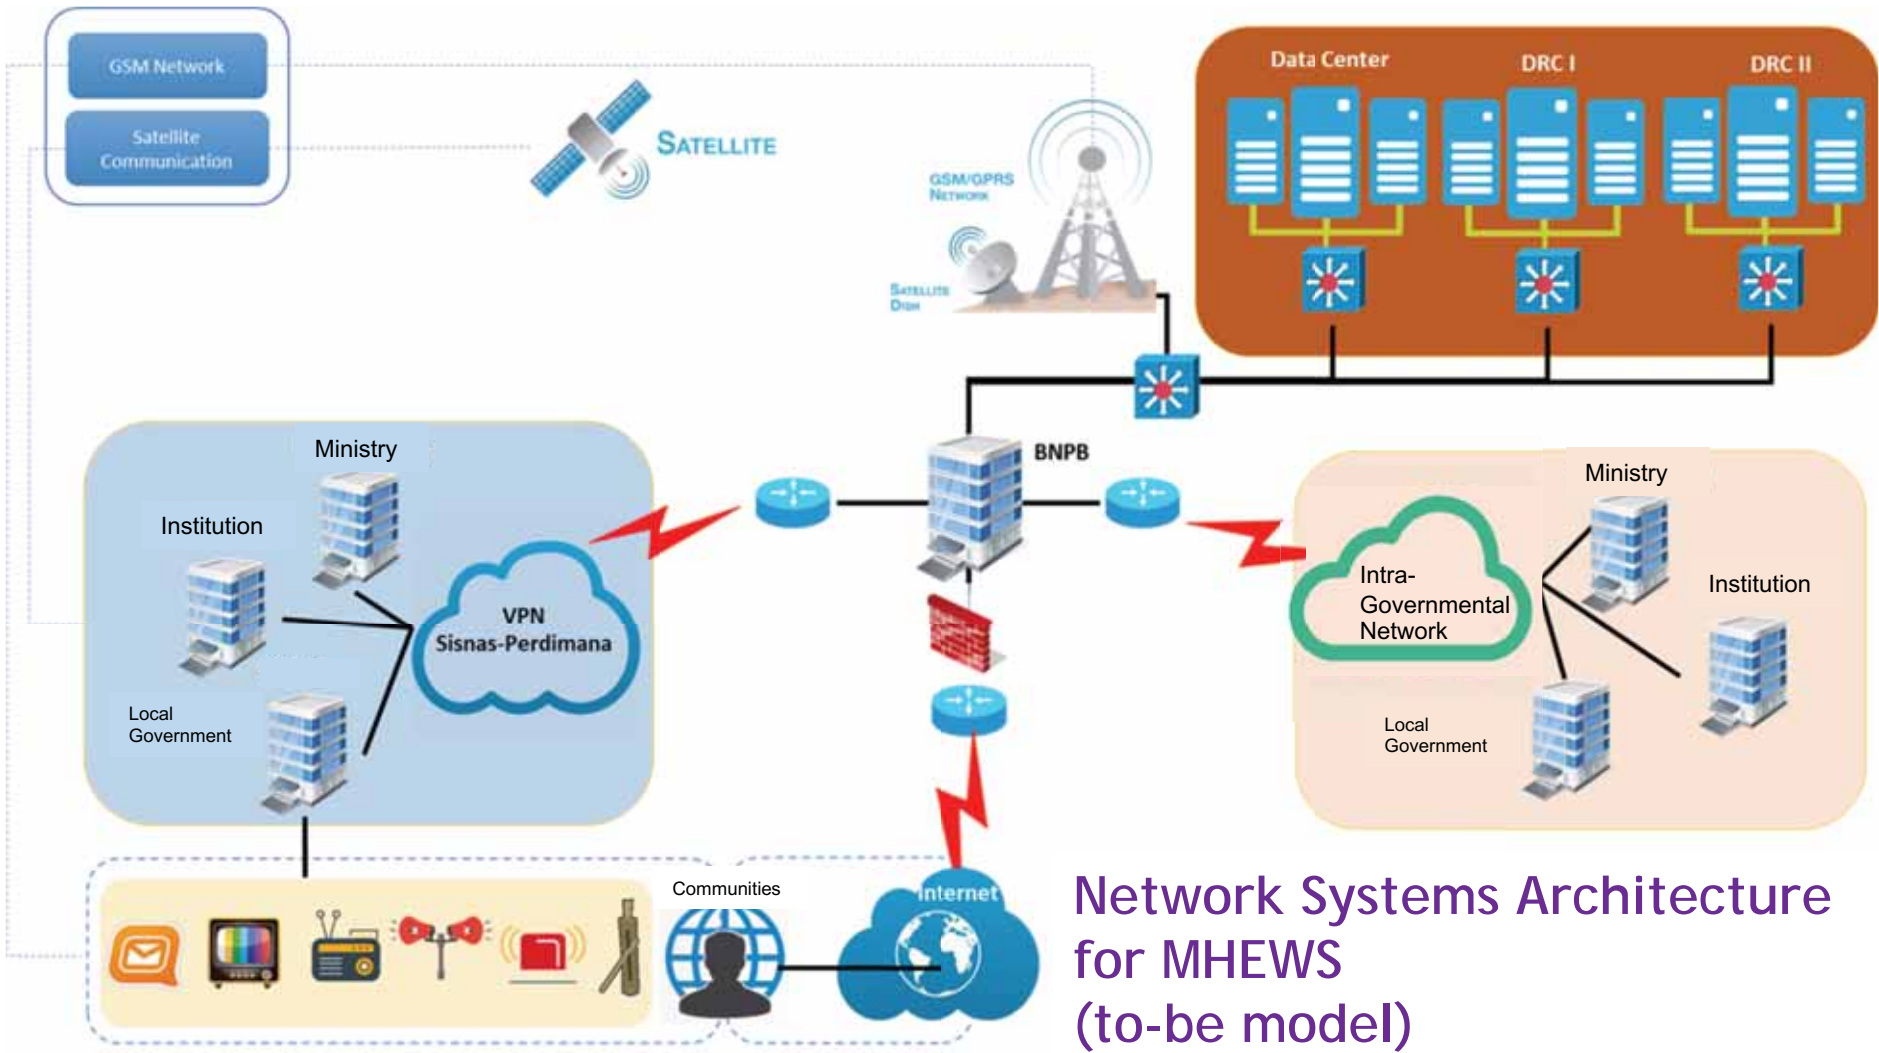 GSM Network
Satellite
Communication
SATELLITE
GSM/GPRS
NETWORK
SATELLITE
DISH
Data Center
DRC I
DRC II
BNPB
Ministry
Institution
VPN
Sisnas-Perdimana
Local
Government
Ministry
Intra-
Governmental
Network
Institution
Local
Government
Communities
Internet
Network Systems Architecture
for MHEWS
(to-be model)